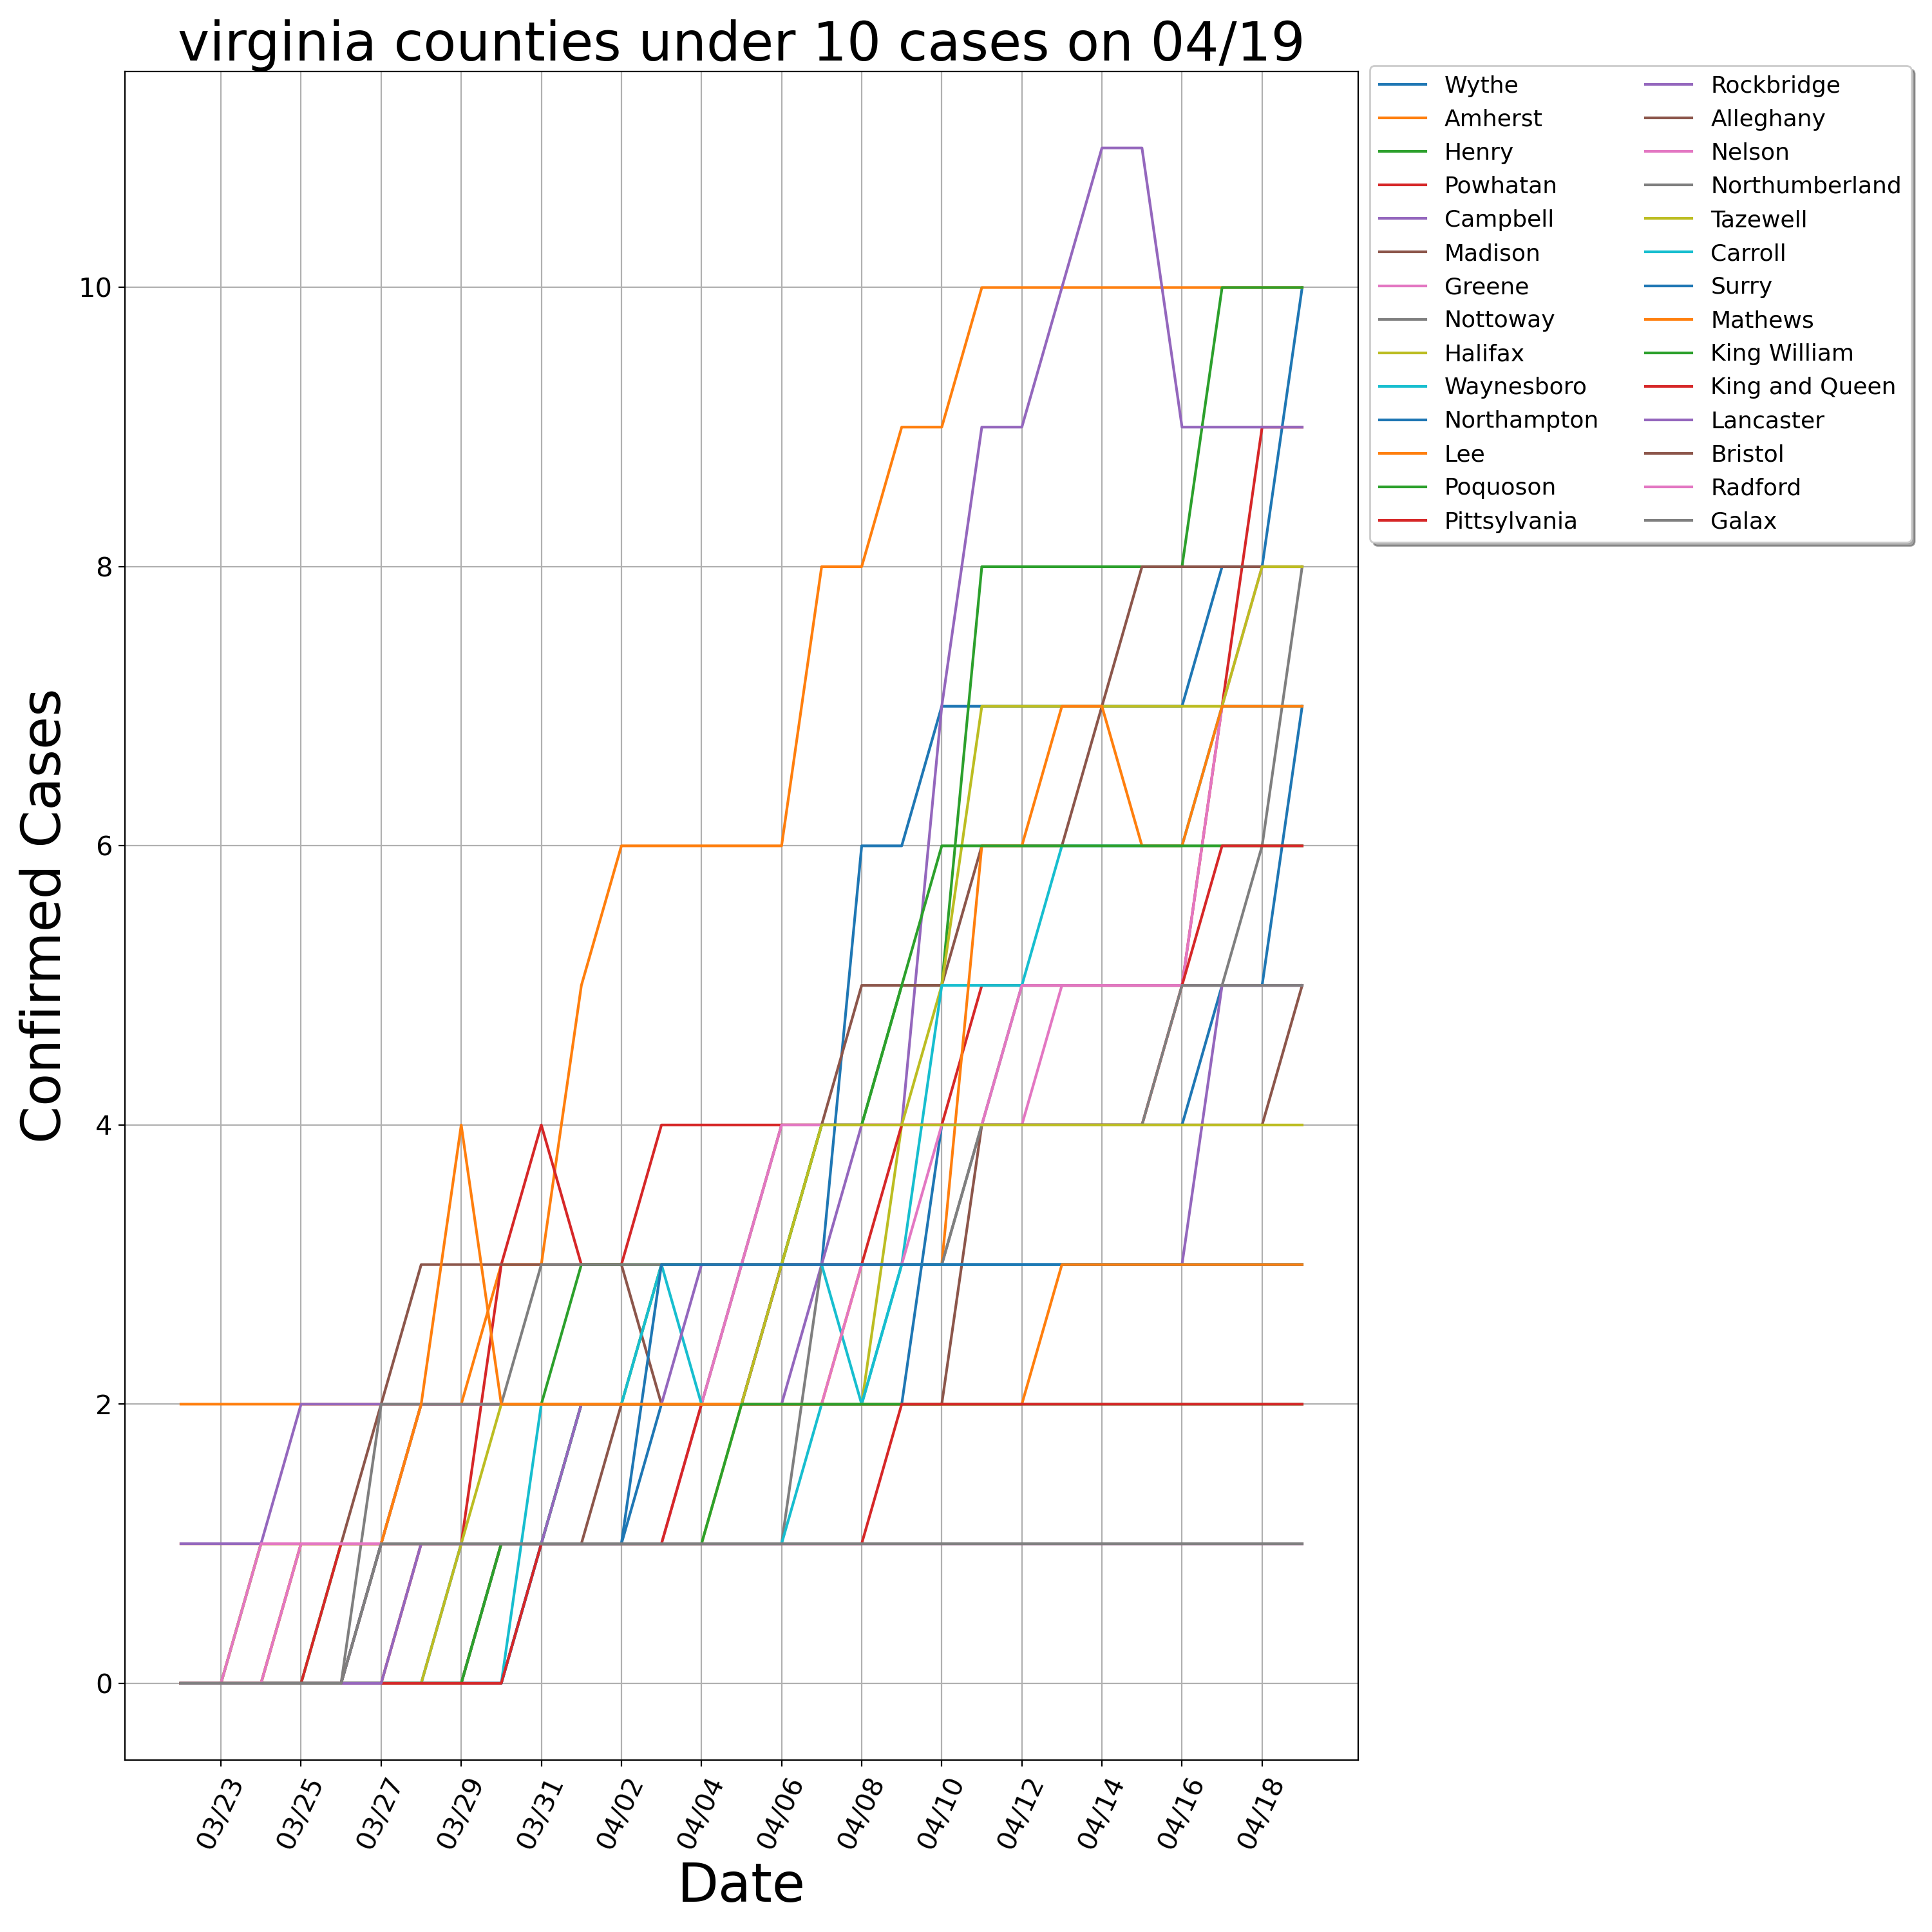 virginia counties under 10 cases on 04/19
Confirmed Cases
10
8
6
4
2
0
03/23
03/25
03/27
03/29
03/31
04/02
04/04
04/06
04/08
04/10
04/12
04/14
04/16
04/18
Date
Wythe
Amherst
Henry
Powhatan
Campbell
Madison
Greene
Nottoway
Halifax
Waynesboro
Northampton
Lee
Poquoson
Pittsylvania
Rockbridge
Alleghany
Nelson
Northumberland
Tazewell
Carroll
Surry
Mathews
King William
King and Queen
Lancaster
Bristol
Radford
Galax